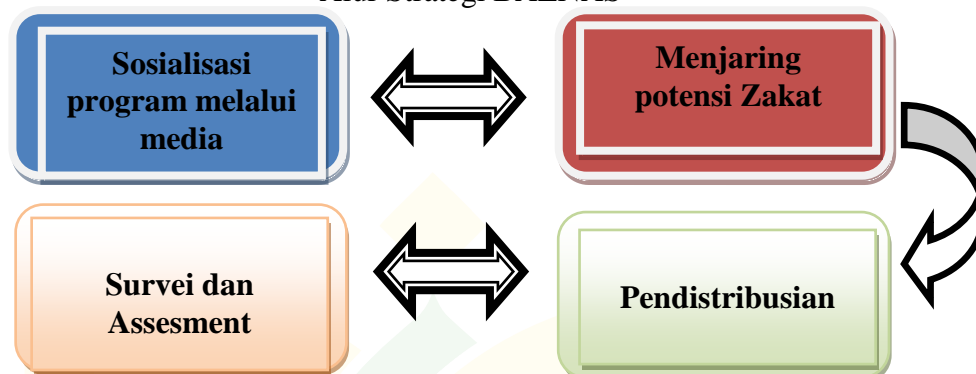 Sosialisasi
program melalui
media
Menjaring
potensi Zakat
Survei dan
Assesment
Pendistribusian